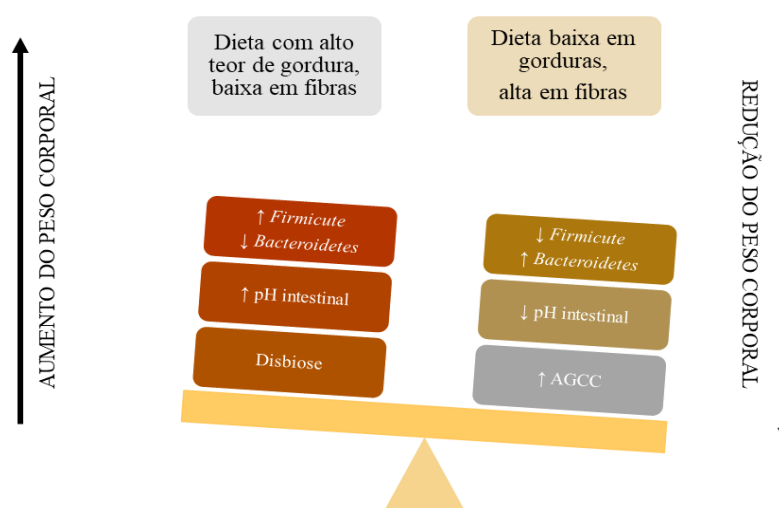 Dieta com alto
teor de gordura,
baixa em fibras
Dieta baixa em
gorduras,
alta em fibras
AUMENTO DO PESO CORPORAL
REDUÇÃO DO PESO CORPORAL
↑ Firmicute
↓ Bacteroidetes
↑ pH intestinal
Disbiose
↓ Firmicute
↑ Bacteroidetes
↓ pH intestinal
↑ AGCC